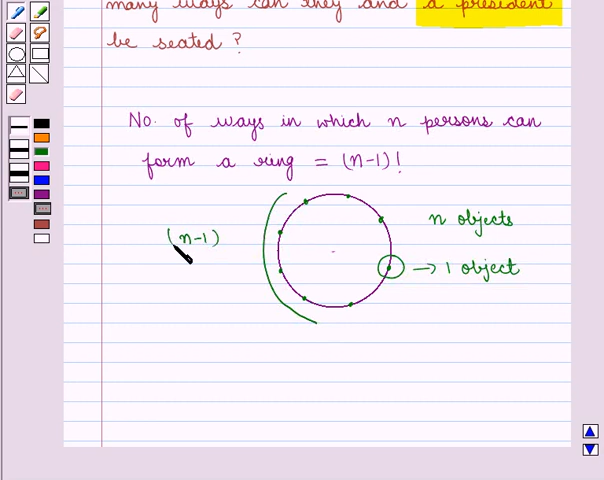 many ways can they and a president
be seated ?
No. of ways in which n persons can
form a ring = (n-1)!
n objects
(n-1)
→ 1 object